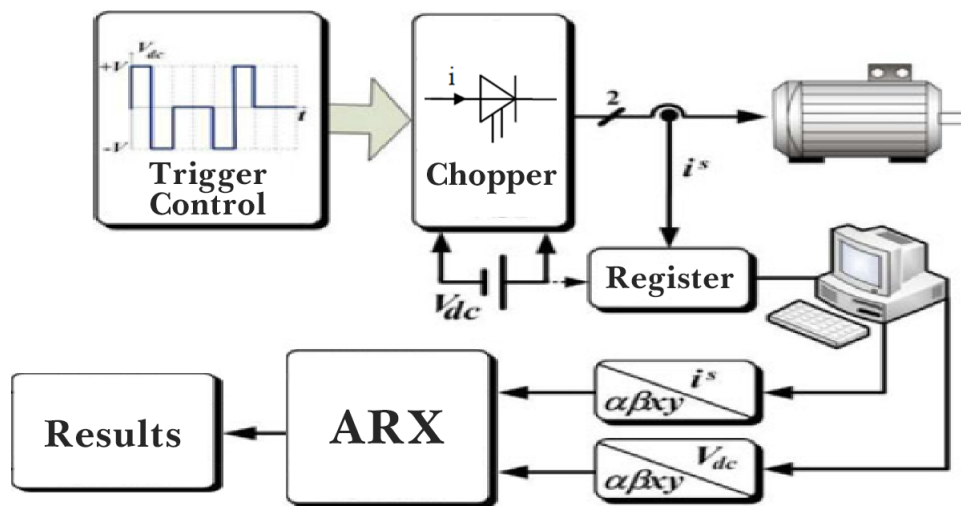 V_dc
+V
t
-V
Trigger
Control
i
Chopper
2
i^s
V_dc
Register
i^s
αβxy
V_dc
αβxy
ARX
Results